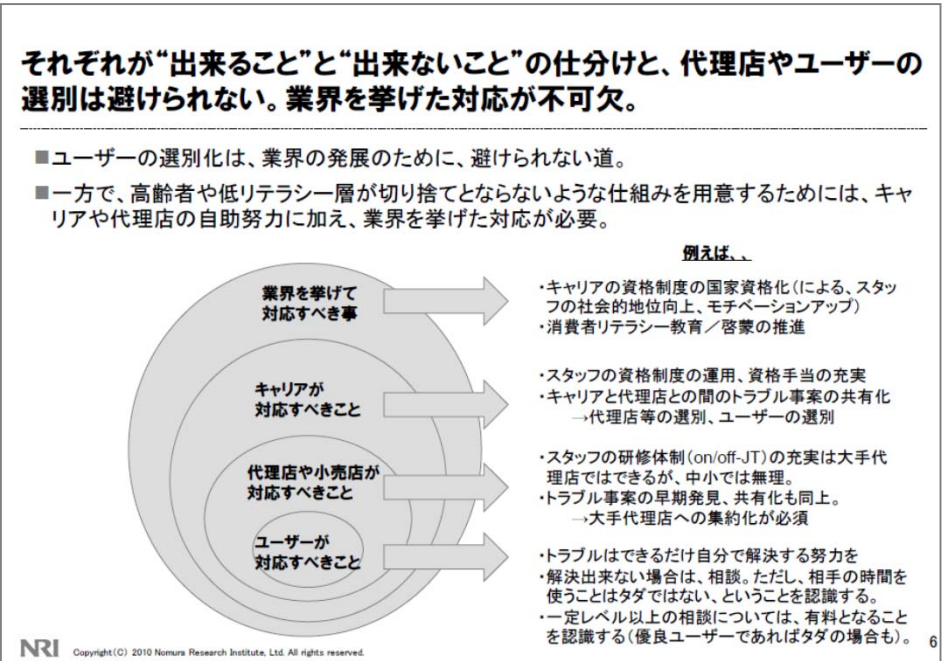 それぞれが“出来ること”と“出来ないこと”の仕分けと、代理店やユーザーの
選別は避けられない。業界を挙げた対応が不可欠。
■ユーザーの選別化は、業界の発展のために、避けられない道。
■一方で、高齢者や低リテラシー層が切り捨てとならないような仕組みを用意するためには、キャ
リアや代理店の自助努力に加え、業界を挙げた対応が必要。
例えば、、
業界を挙げて
対応すべき事
・キャリアの資格制度の国家資格化(による、スタッ
フの社会的地位向上、モチベーションアップ)
・消費者リテラシー教育/啓蒙の推進
キャリアが
対応すべきこと
・スタッフの資格制度の運用、資格手当の充実
・キャリアと代理店との間のトラブル事案の共有化
→代理店等の選別、ユーザーの選別
代理店や小売店が
対応すべきこと
・スタッフの研修体制(on/off-JT)の充実は大手代
理店ではできるが、中小では無理。
・トラブル事案の早期発見、共有化も同上。
→大手代理店への集約化が必須
ユーザーが
対応すべきこと
・トラブルはできるだけ自分で解決する努力を
・解決出来ない場合は、相談。ただし、相手の時間を
使うことはタダではない、ということを認識する。
・一定レベル以上の相談については、有料となること
を認識する(優良ユーザーであればタダの場合も)。
NRI Copyright(C) 2010 Nomura Research Institute, Ltd. All rights reserved.
6